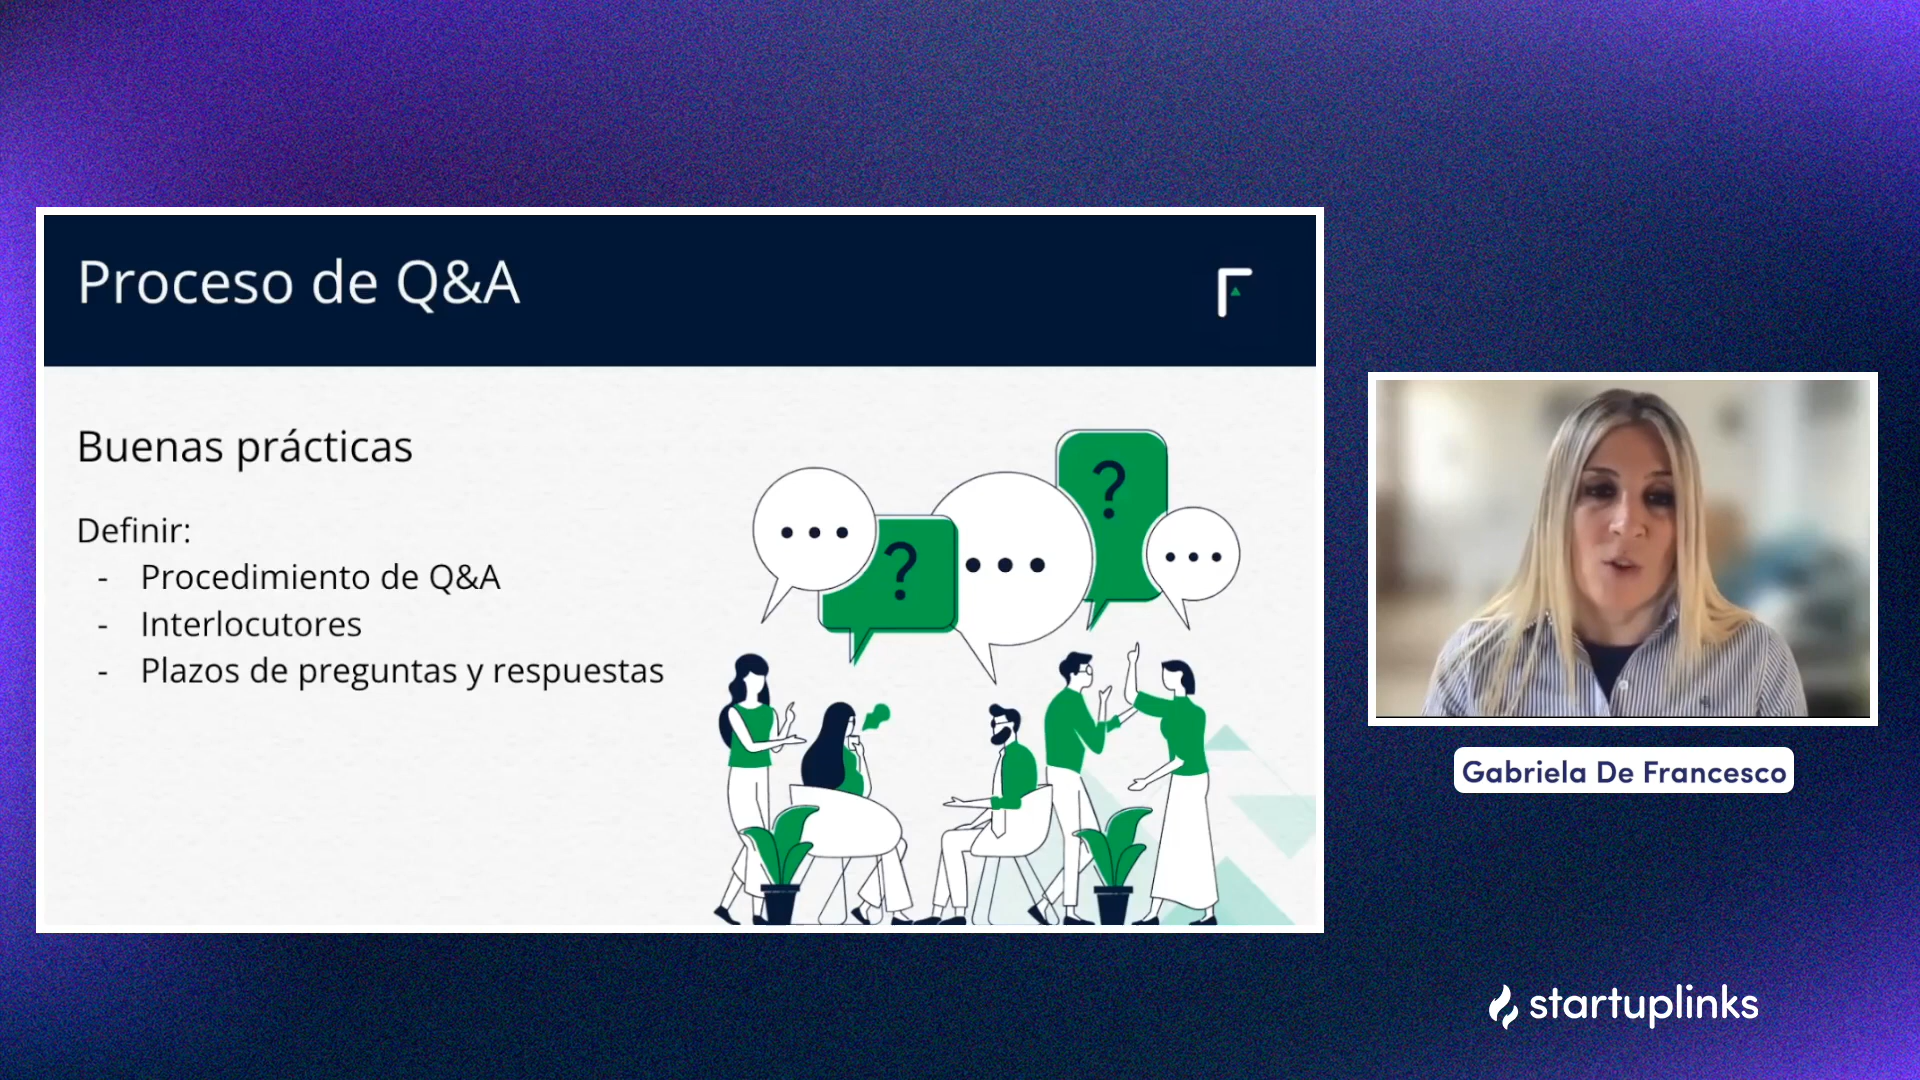 Proceso de Q&A
Buenas prácticas
Definir:
- Procedimiento de Q&A
- Interlocutores
- Plazos de preguntas y respuestas
? ?
Gabriela De Francesco
startuplinks